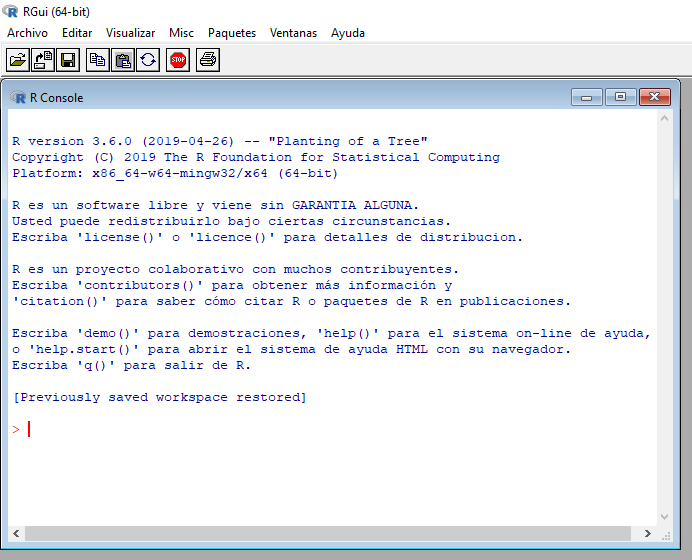 RGui (64-bit)
Archivo Editar Visualizar Misc Paquetes Ventanas Ayuda
STOP
R Console
R version 3.6.0 (2019-04-26) -- "Planting of a Tree"
Copyright (C) 2019 The R Foundation for Statistical Computing
Platform: x86_64-w64-mingw32/x64 (64-bit)
R es un software libre y viene sin GARANTIA ALGUNA.
Usted puede redistribuirlo bajo ciertas circunstancias.
Escriba 'license()' o 'licence()' para detalles de distribucion.
R es un proyecto colaborativo con muchos contribuyentes.
Escriba 'contributors()' para obtener más información y
'citation()' para saber cómo citar R o paquetes de R en publicaciones.
Escriba 'demo()' para demostraciones, 'help()' para el sistema on-line de ayuda,
o 'help.start()' para abrir el sistema de ayuda HTML con su navegador.
Escriba 'q()' para salir de R.
[Previously saved workspace restored]
>